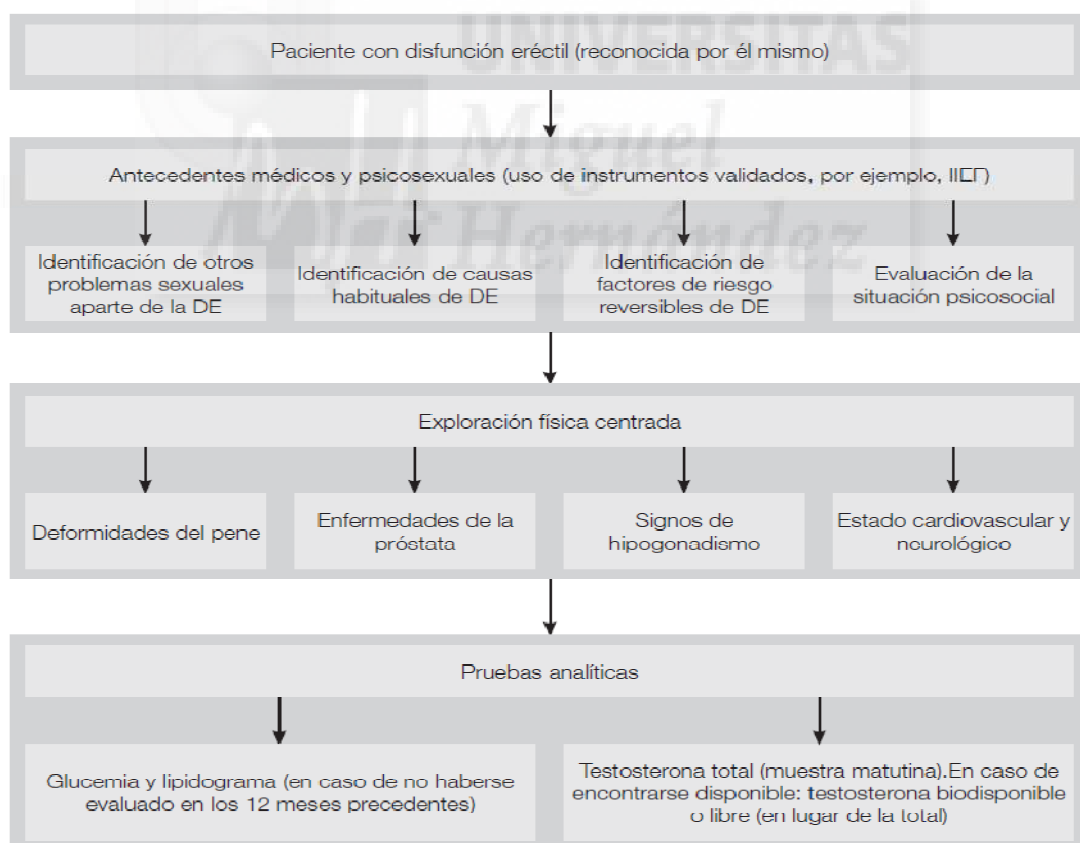 UNIVERSITAS
Miguel
Hernández
Paciente con disfunción eréctil (reconocida por él mismo)
Antecedentes médicos y psicosexuales (uso de instrumentos validados, por ejemplo, IIEF)
Identificación de otros
problemas sexuales
aparte de la DE
Identificación de causas
habituales de DE
Identificación de
factores de riesgo
reversibles de DE
Evaluación de la
situación psicosocial
Exploración física centrada
Deformidades del pene
Enfermedades de la
próstata
Signos de
hipogonadismo
Estado cardiovascular y
neurológico
Pruebas analíticas
Glucemia y lipidograma (en caso de no haberse
evaluado en los 12 meses precedentes)
Testosterona total (muestra matutina).En caso de
encontrarse disponible: testosterona biodisponible
o libre (en lugar de la total)